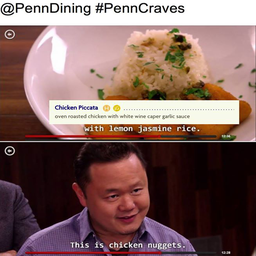 @PennDining #PennCraves
Chicken Piccata
oven roasted chicken with white wine caper garlic sauce
with lemon jasmine rice.
This is chicken nuggets.